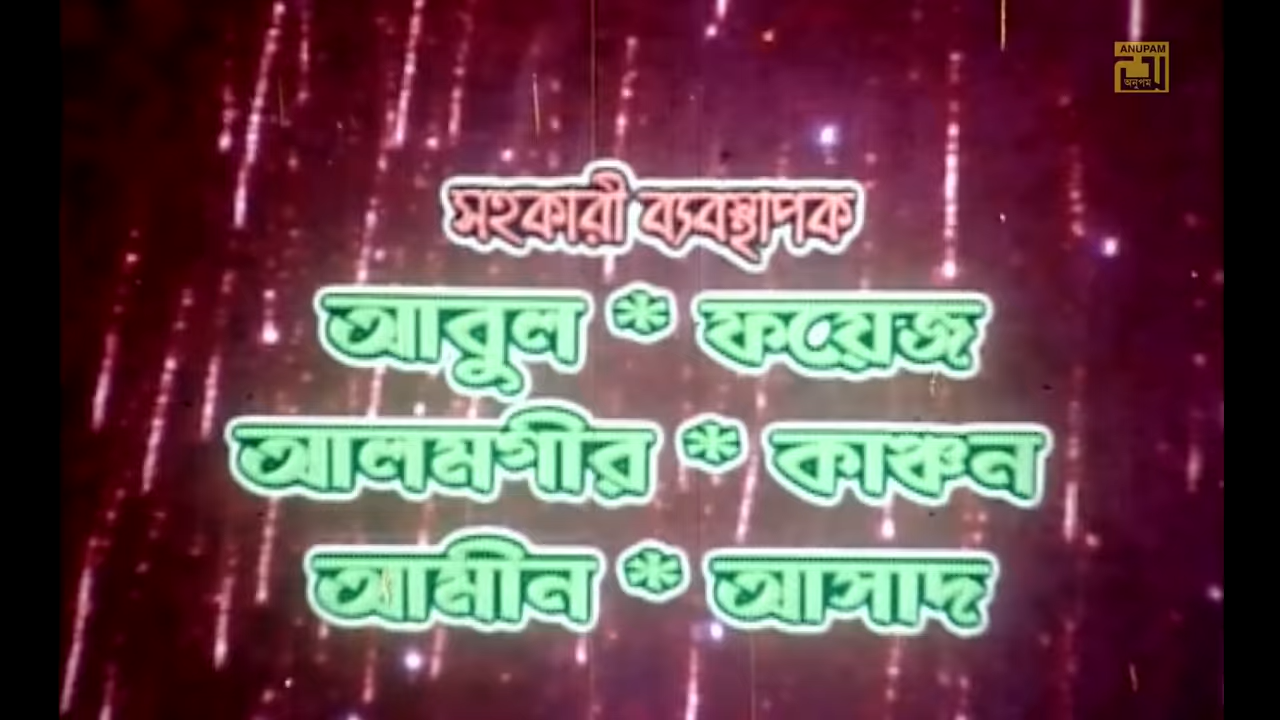 ANUPAM
অনুপম
সহকারী ব্যবস্থাপক
আবুল * ফয়েজ
আলমগীর * কাঞ্চন
আমীন * আসাদ